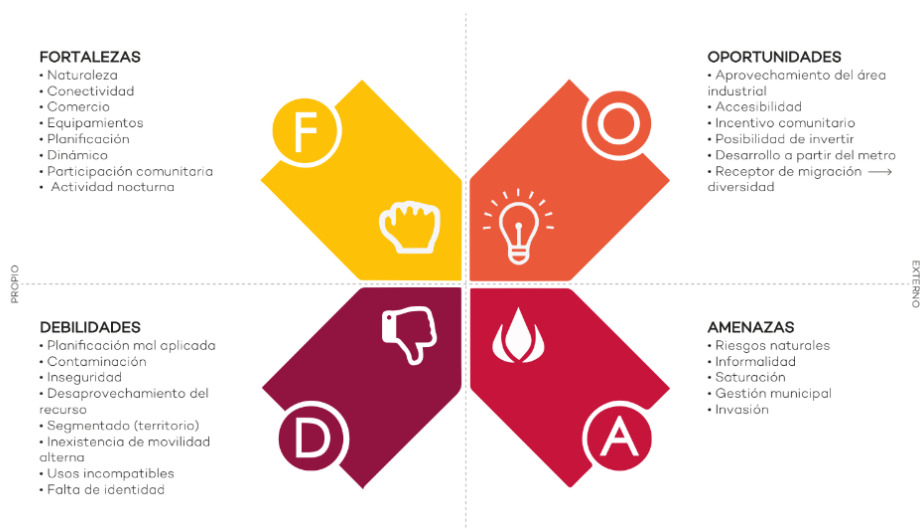 FORTALEZAS
• Naturaleza
• Conectividad
• Comercio
• Equipamientos
• Planificación
• Dinámico
• Participación comunitaria
• Actividad nocturna
F
O
OPORTUNIDADES
• Aprovechamiento del área
industrial
• Accesibilidad
• Incentivo comunitario
• Posibilidad de invertir
• Desarrollo a partir del metro
• Receptor de migración ⟶
diversidad
PROPIO
EXTERNO
DEBILIDADES
• Planificación mal aplicada
• Contaminación
• Inseguridad
• Desaprovechamiento del
recurso
• Segmentado (territorio)
• Inexistencia de movilidad
alterna
• Usos incompatibles
• Falta de identidad
D
A
AMENAZAS
• Riesgos naturales
• Informalidad
• Saturación
• Gestión municipal
• Invasión